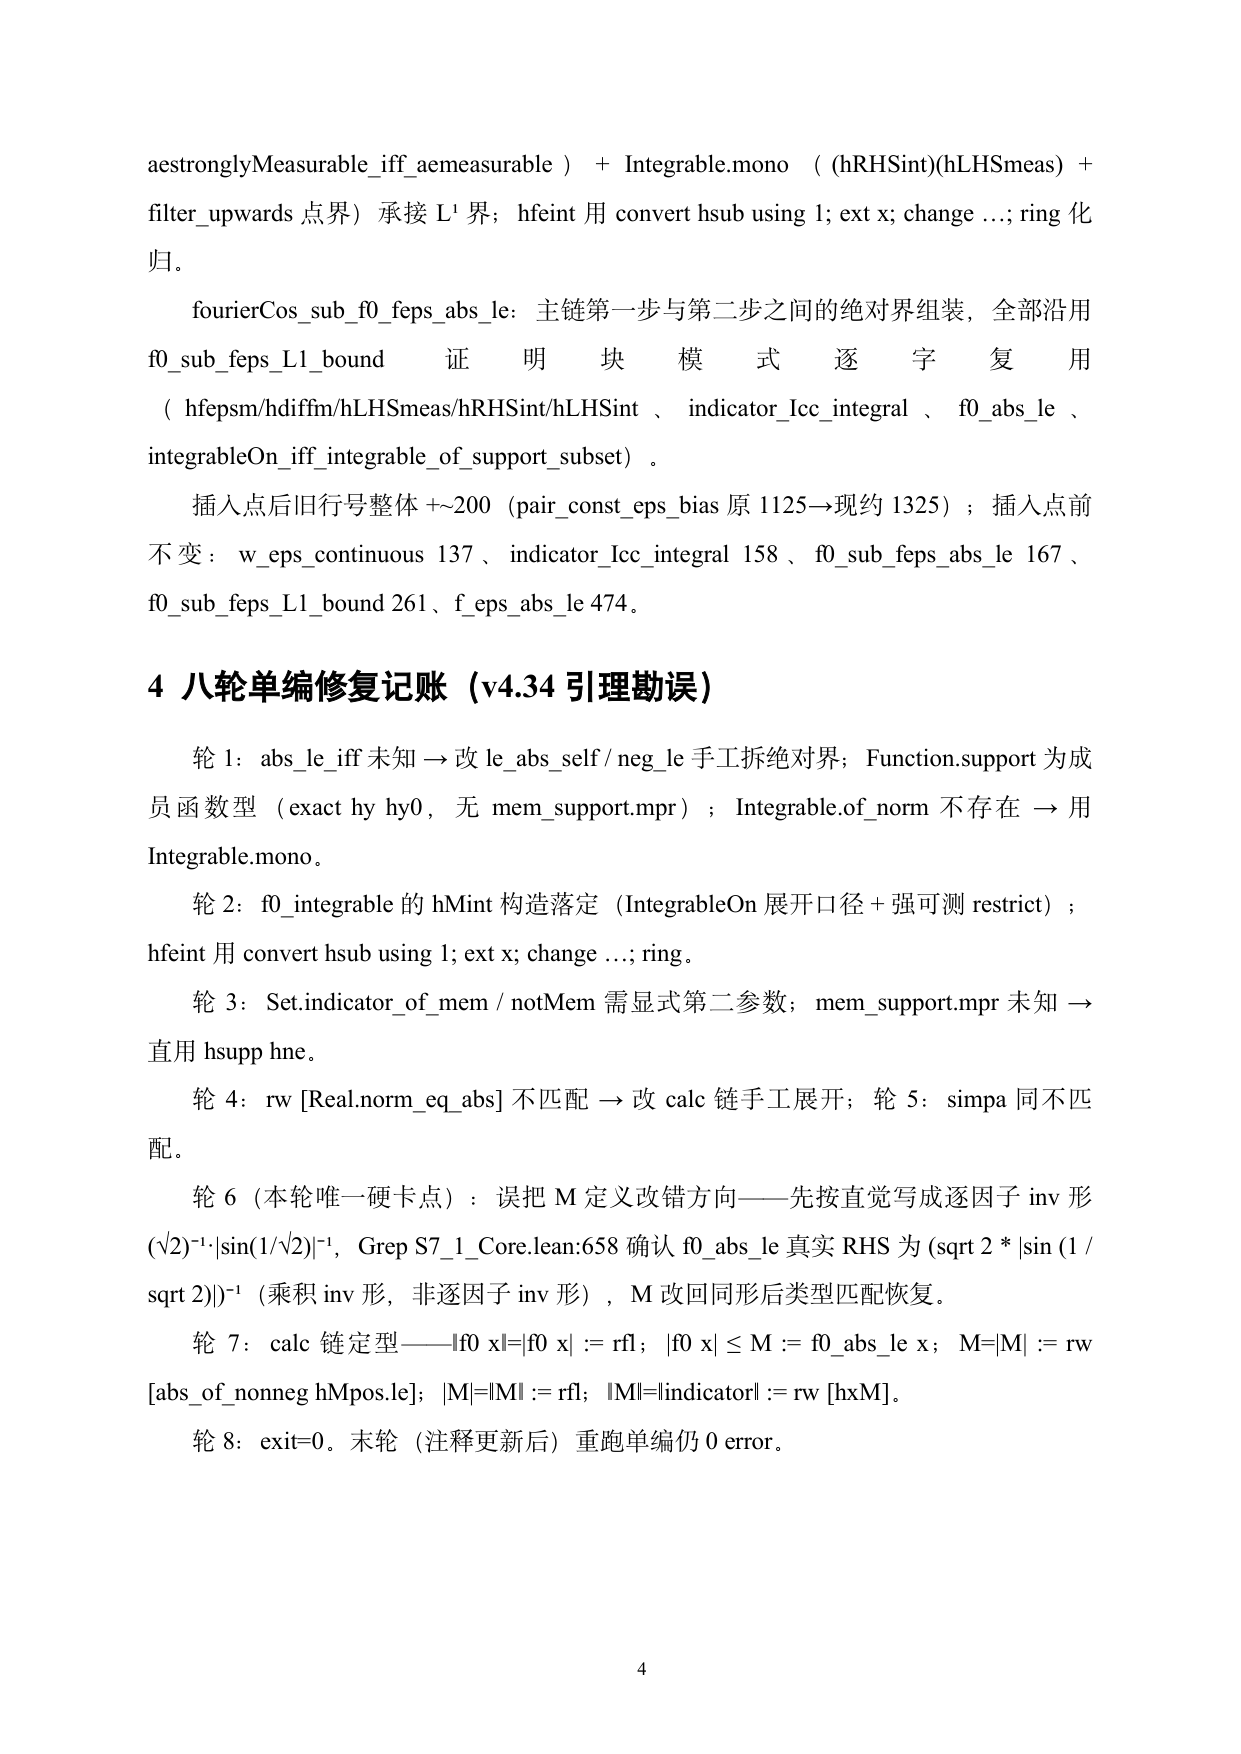 aestronglyMeasurable_iff_aemeasurable ） + Integrable.mono （ (hRHSint)(hLHSmeas) +
filter_upwards 点界）承接 L¹ 界；hfeint 用 convert hsub using 1; ext x; change …; ring 化
归。
fourierCos_sub_f0_feps_abs_le：主链第一步与第二步之间的绝对界组装，全部沿用
f0_sub_feps_L1_bound 证明块模式逐字复用
（ hfepsm/hdiffm/hLHSmeas/hRHSint/hLHSint 、 indicator_Icc_integral 、 f0_abs_le 、
integrableOn_iff_integrable_of_support_subset）。
插入点后旧行号整体 +~200（pair_const_eps_bias 原 1125→现约 1325）；插入点前
不变：w_eps_continuous 137 、indicator_Icc_integral 158 、f0_sub_feps_abs_le 167 、
f0_sub_feps_L1_bound 261、f_eps_abs_le 474。
4 八轮单编修复记账（v4.34 引理勘误）
轮 1：abs_le_iff 未知 → 改 le_abs_self / neg_le 手工拆绝对界；Function.support 为成
员函数型（exact hy hy0，无 mem_support.mpr）；Integrable.of_norm 不存在 → 用
Integrable.mono。
轮 2：f0_integrable 的 hMint 构造落定（IntegrableOn 展开口径 + 强可测 restrict）；
hfeint 用 convert hsub using 1; ext x; change …; ring。
轮 3：Set.indicator_of_mem / notMem 需显式第二参数；mem_support.mpr 未知 →
直用 hsupp hne。
轮 4：rw [Real.norm_eq_abs] 不匹配 → 改 calc 链手工展开；轮 5：simpa 同不匹
配。
轮 6（本轮唯一硬卡点）：误把 M 定义改错方向——先按直觉写成逐因子 inv 形
(√2)⁻¹·|sin(1/√2)|⁻¹，Grep S7_1_Core.lean:658 确认 f0_abs_le 真实 RHS 为 (sqrt 2 * |sin (1 /
sqrt 2)|)⁻¹（乘积 inv 形，非逐因子 inv 形），M 改回同形后类型匹配恢复。
轮 7：calc 链定型——‖f0 x‖=|f0 x| := rfl；|f0 x| ≤ M := f0_abs_le x；M=|M| := rw
[abs_of_nonneg hMpos.le]；|M|=‖M‖ := rfl；‖M‖=‖indicator‖ := rw [hxM]。
轮 8：exit=0。末轮（注释更新后）重跑单编仍 0 error。
4